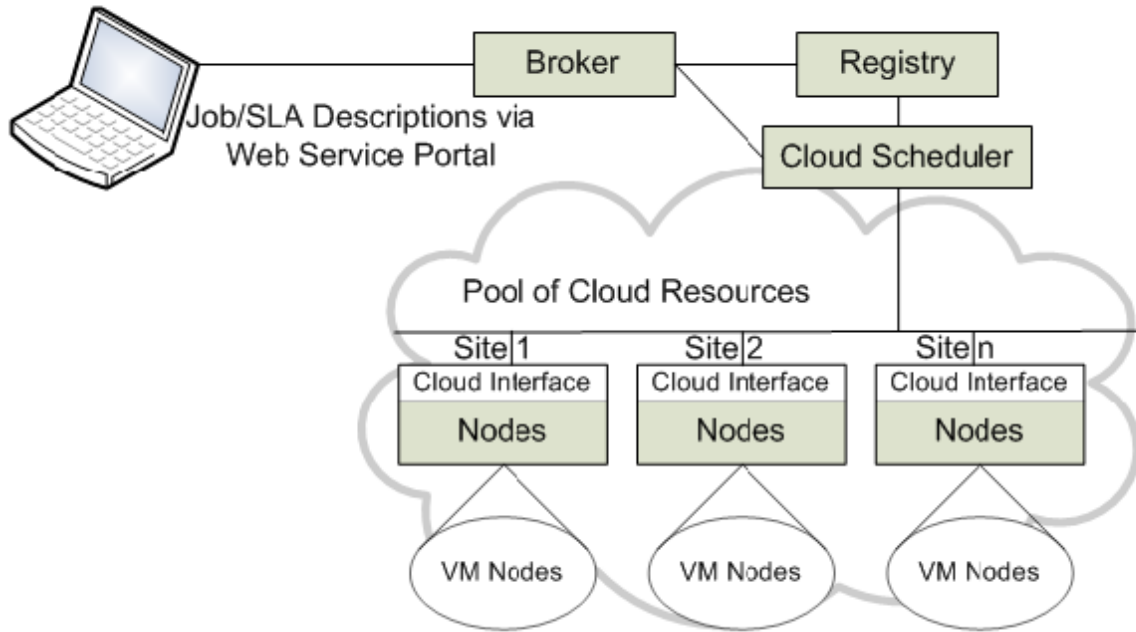 Broker
Registry
Job/SLA Descriptions via
Web Service Portal
Cloud Scheduler
Pool of Cloud Resources
Site 1
Site 2
Site n
Cloud Interface
Cloud Interface
Cloud Interface
Nodes
Nodes
Nodes
VM Nodes
VM Nodes
VM Nodes